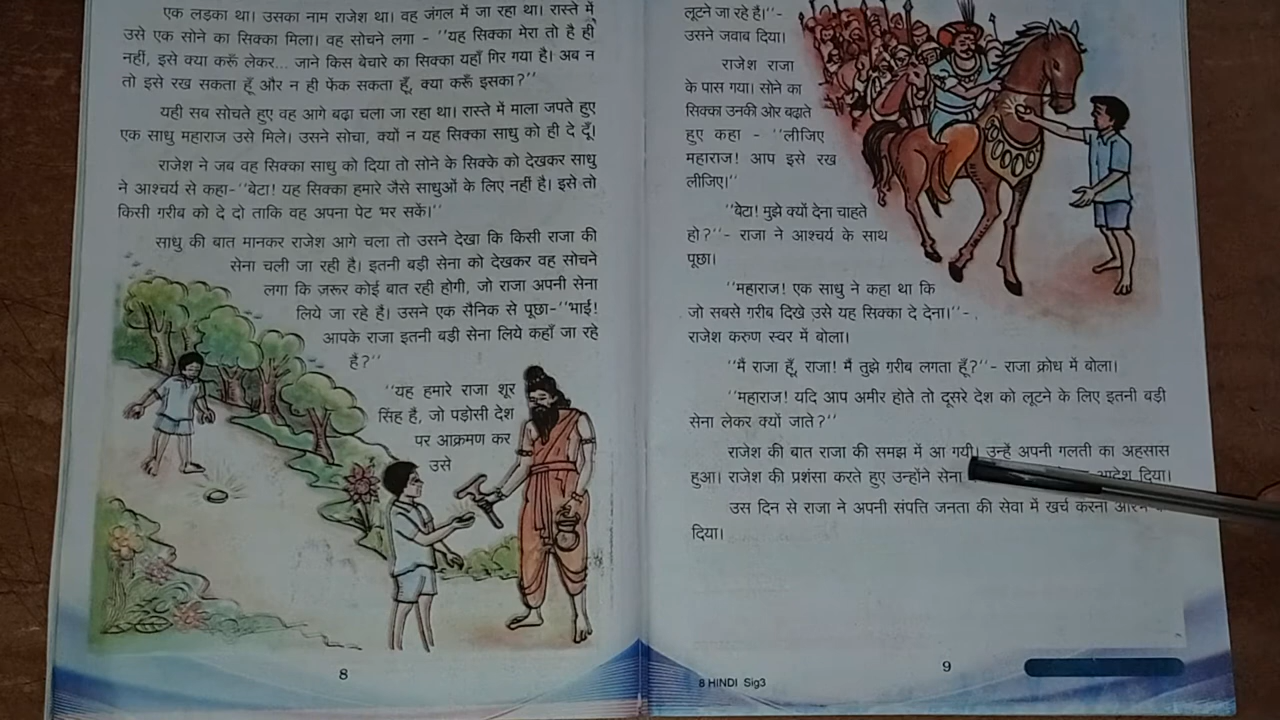 एक लड़का था। उसका नाम राजेश था। वह जंगल में जा रहा था। रास्ते में
उसे एक सोने का सिक्का मिला। वह सोचने लगा - ''यह सिक्का मेरा तो है ही
नहीं, इसे क्या करूँ लेकर... जाने किस बेचारे का सिक्का यहाँ गिर गया है। अब न
तो इसे रख सकता हूँ और न ही फेंक सकता हूँ, क्या करूँ इसका?''
यही सब सोचते हुए वह आगे बढ़ा चला जा रहा था। रास्ते में माला जपते हुए
एक साधु महाराज उसे मिले। उसने सोचा, क्यों न यह सिक्का साधु को ही दे दूँ।
राजेश ने जब वह सिक्का साधु को दिया तो सोने के सिक्के को देखकर साधु
ने आश्चर्य से कहा-''बेटा! यह सिक्का हमारे जैसे साधुओं के लिए नहीं है। इसे तो
किसी ग़रीब को दे दो ताकि वह अपना पेट भर सकें।''
साधु की बात मानकर राजेश आगे चला तो उसने देखा कि किसी राजा की
सेना चली जा रही है। इतनी बड़ी सेना को देखकर वह सोचने
लगा कि ज़रूर कोई बात रही होगी, जो राजा अपनी सेना
लिये जा रहे हैं। उसने एक सैनिक से पूछा-''भाई!
आपके राजा इतनी बड़ी सेना लिये कहाँ जा रहे
हैं?''
''यह हमारे राजा शूर
सिंह है, जो पड़ोसी देश
पर आक्रमण कर
उसे
8
लूटने जा रहे है।''-
उसने जवाब दिया।
राजेश राजा
के पास गया। सोने का
सिक्का उनकी ओर बढ़ाते
हुए कहा - ''लीजिए
महाराज! आप इसे रख
लीजिए।''
''बेटा! मुझे क्यों देना चाहते
हो?''- राजा ने आश्चर्य के साथ
पूछा।
''महाराज! एक साधु ने कहा था कि
जो सबसे गरीब दिखे उसे यह सिक्का दे देना।''-
राजेश करुण स्वर में बोला।
''मैं राजा हूँ, राजा! मैं तुझे ग़रीब लगता हूँ?''- राजा क्रोध में बोला।
''महाराज! यदि आप अमीर होते तो दूसरे देश को लूटने के लिए इतनी बड़ी
सेना लेकर क्यों जाते?''
राजेश की बात राजा की समझ में आ गयी। उन्हें अपनी गलती का अहसास
हुआ। राजेश की प्रशंसा करते हुए उन्होंने सेना आदेश दिया।
उस दिन से राजा ने अपनी संपत्ति जनता की सेवा में खर्च करना
दिया।
9
8 HINDI Sig3